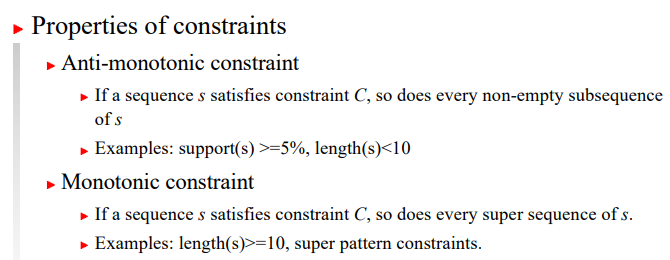 Properties of constraints
Anti-monotonic constraint
If a sequence s satisfies constraint C, so does every non-empty subsequence
of s
Examples: support(s) >=5%, length(s)<10
Monotonic constraint
If a sequence s satisfies constraint C, so does every super sequence of s.
Examples: length(s)>=10, super pattern constraints.